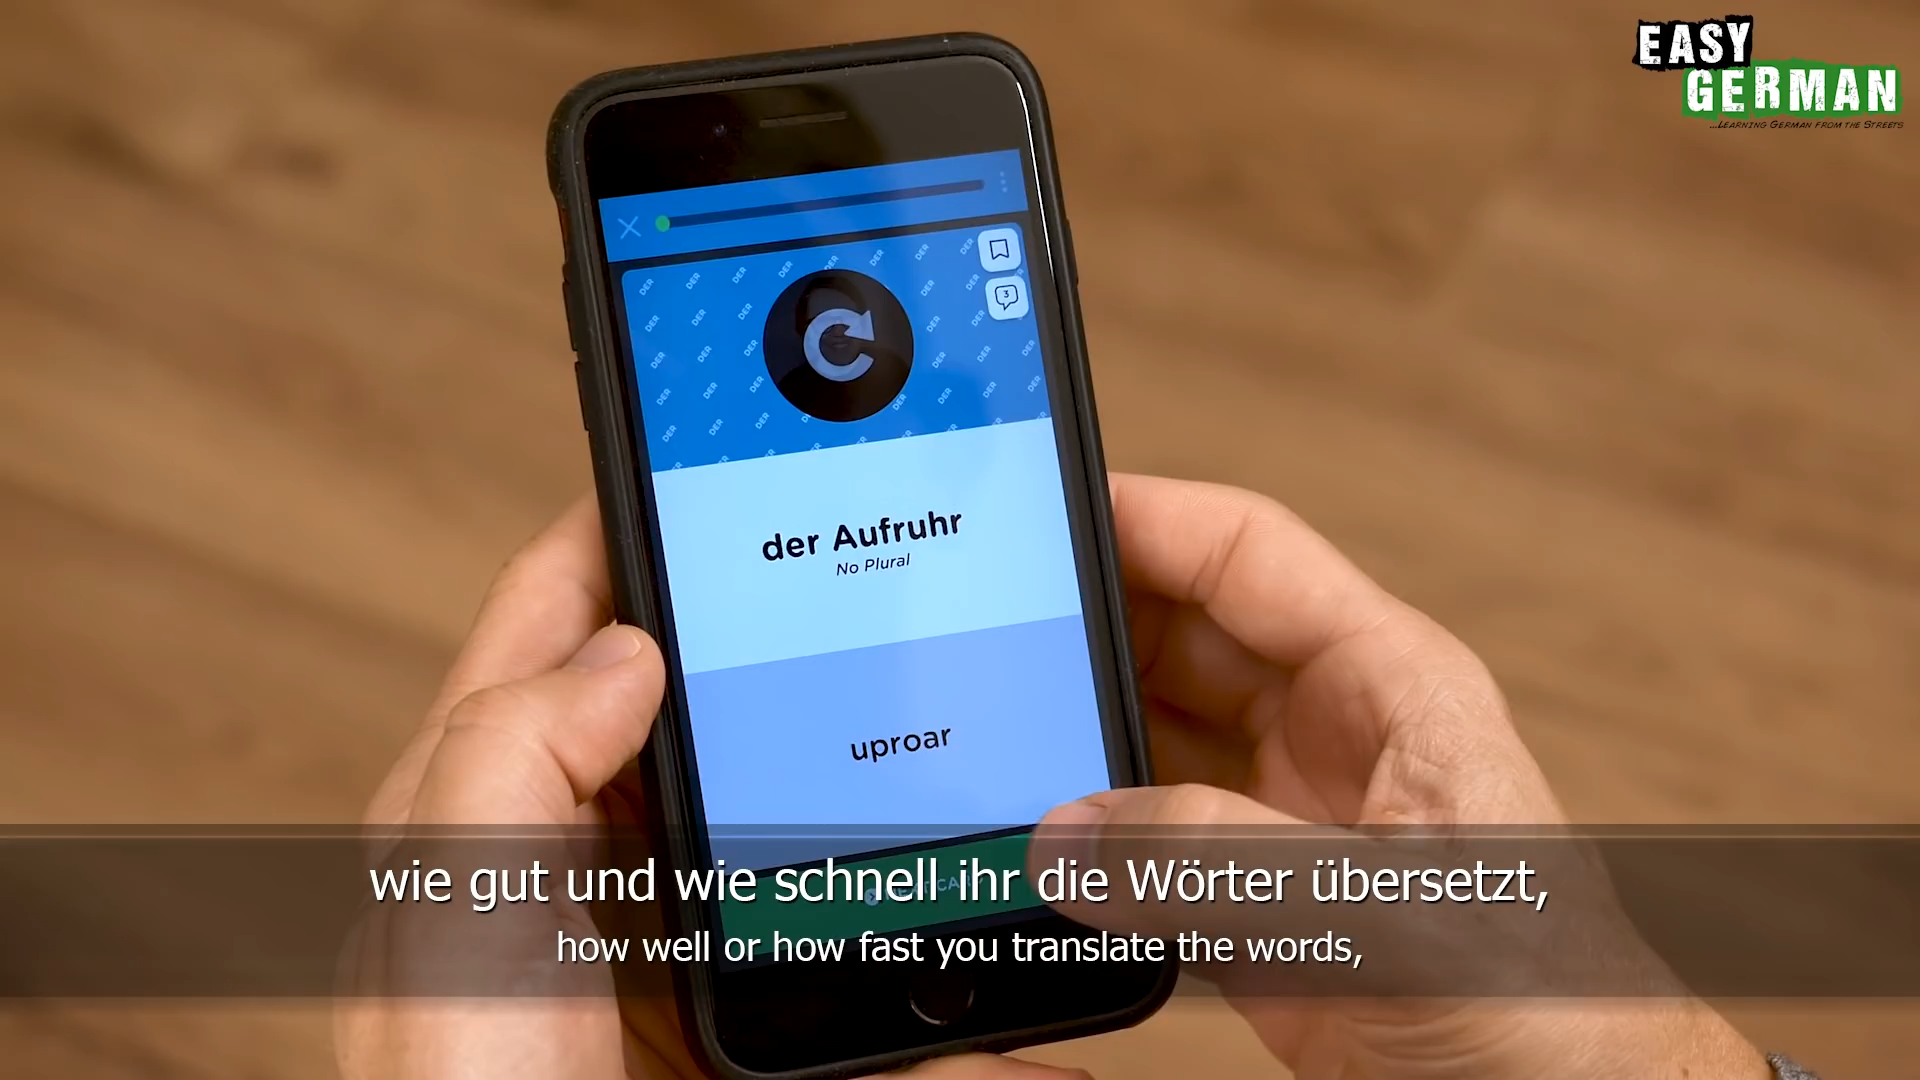 EASY
GERMAN
...LEARNING GERMAN FROM THE STREETS
3
der Aufruhr
No Plural
uproar
wie gut und wie schnell ihr die Wörter übersetzt,
how well or how fast you translate the words,